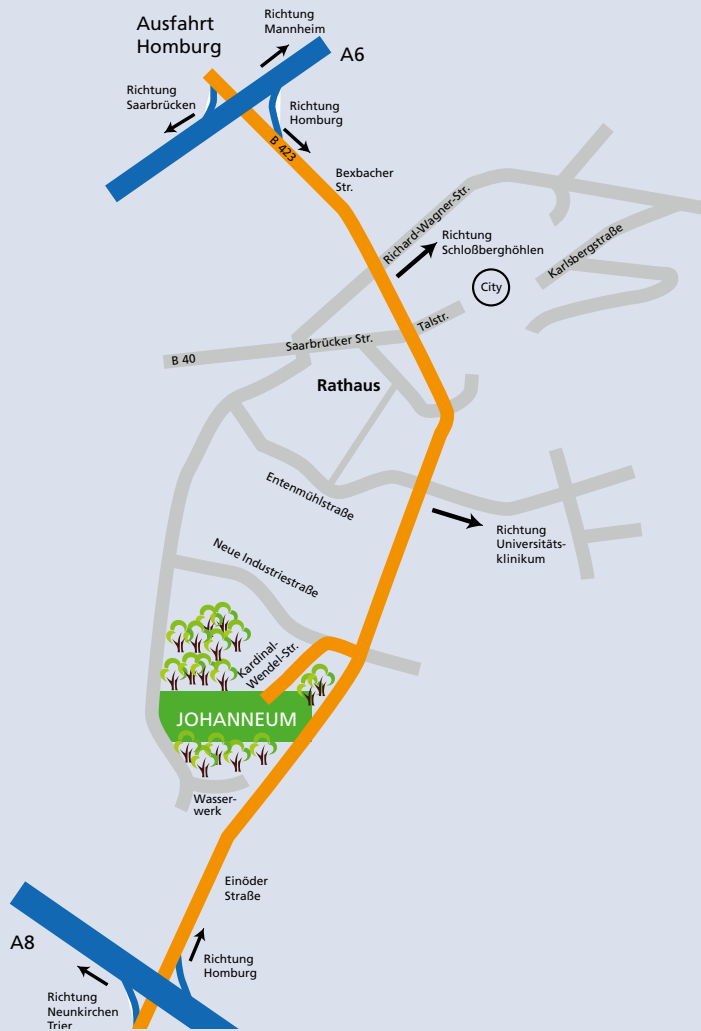 Ausfahrt
Homburg
Richtung
Mannheim
A6
Richtung
Saarbrücken
Richtung
Homburg
B 423
Bexbacher
Str.
Richard-Wagner-Str.
Richtung
Schloßberghöhlen
Karlsbergstraße
City
Talstr.
Saarbrücker Str.
B 40
Rathaus
Entenmühlstraße
Richtung
Universitäts-
klinikum
Neue Industriestraße
Kardinal-
Wendel-Str.
JOHANNEUM
Wasser-
werk
Einöder
Straße
A8
Richtung
Homburg
Richtung
Neunkirchen
Trier